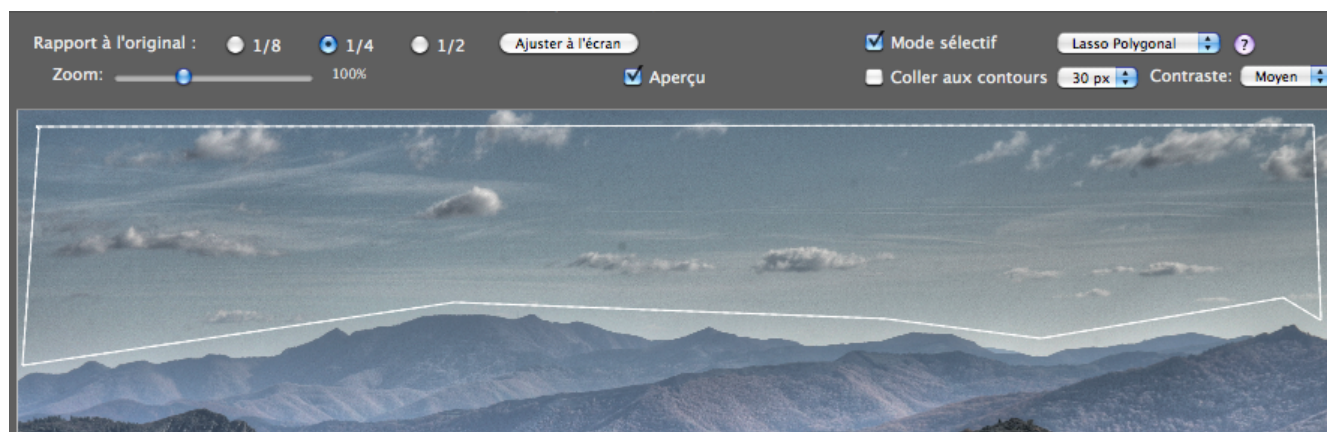 Rapport à l'original : 1/8 1/4 1/2 Ajuster à l'écran Mode sélectif Lasso Polygonal ?
Zoom: 100% Aperçu Coller aux contours 30 px Contraste: Moyen